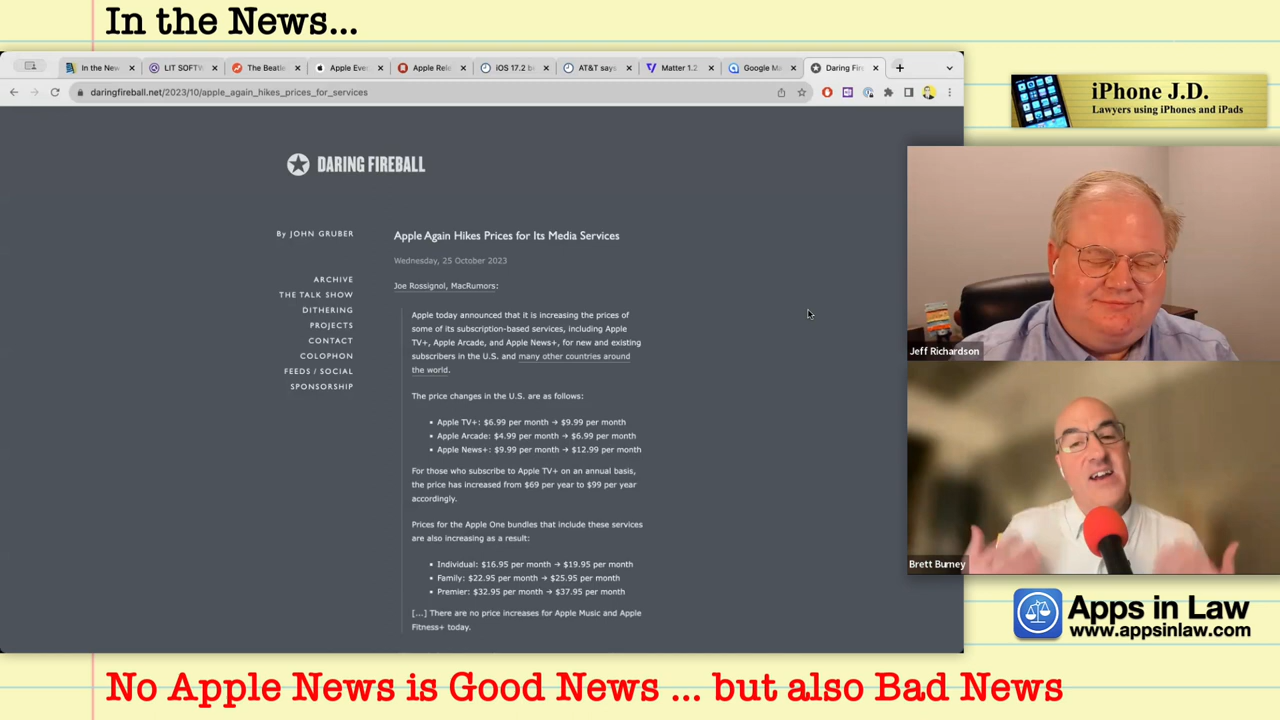 In the News...
In the New
LIT SOFTW
The Beatle
Apple Eve
Apple Rel
iOS 17.2 b
AT&T says
Matter 1.2
Google Ma
Daring Fire
daringfireball.net/2023/10/apple_again_hikes_prices_for_services
iPhone J.D.
Lawyers using iPhones and iPads
DARING FIREBALL
By JOHN GRUBER
ARCHIVE
THE TALK SHOW
DITHERING
PROJECTS
CONTACT
COLOPHON
FEEDS / SOCIAL
SPONSORSHIP
Apple Again Hikes Prices for Its Media Services
Wednesday, 25 October 2023
Joe Rossignol, MacRumors:
Apple today announced that it is increasing the prices of
some of its subscription-based services, including Apple
TV+, Apple Arcade, and Apple News+, for new and existing
subscribers in the U.S. and many other countries around
the world.
The price changes in the U.S. are as follows:
• Apple TV+: $6.99 per month → $9.99 per month
• Apple Arcade: $4.99 per month → $6.99 per month
• Apple News+: $9.99 per month → $12.99 per month
For those who subscribe to Apple TV+ on an annual basis,
the price has increased from $69 per year to $99 per year
accordingly.
Prices for the Apple One bundles that include these services
are also increasing as a result:
• Individual: $16.95 per month → $19.95 per month
• Family: $22.95 per month → $25.95 per month
• Premier: $32.95 per month → $37.95 per month
[...] There are no price increases for Apple Music and Apple
Fitness+ today.
Jeff Richardson
Brett Burney
Apps in Law
www.appsinlaw.com
No Apple News is Good News ... but also Bad News